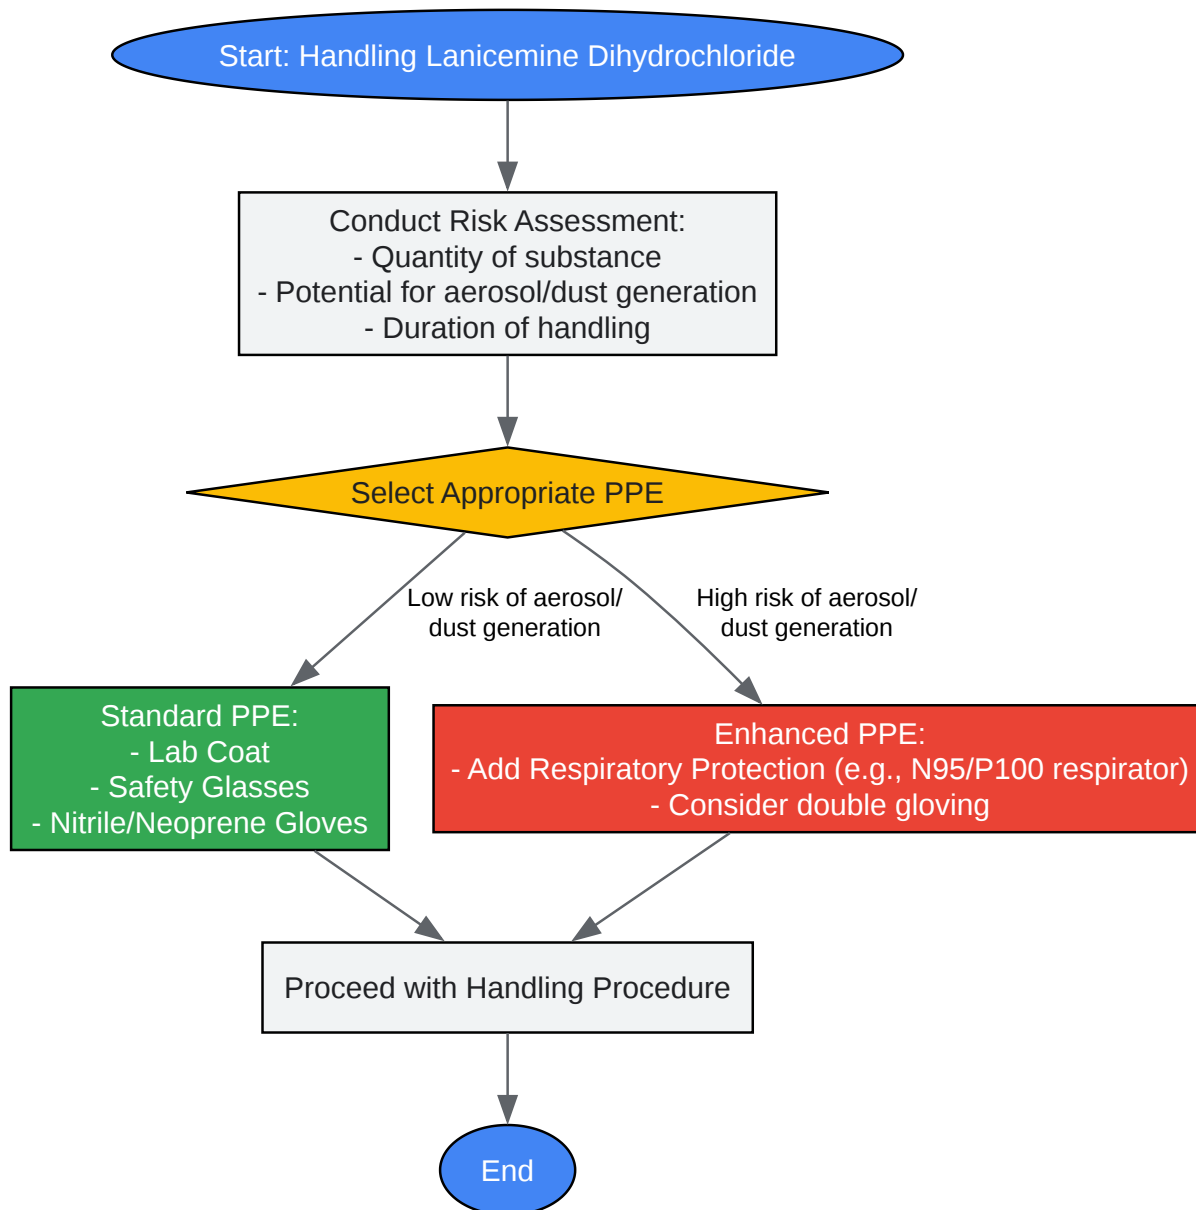 Start: Handling Lanicemine Dihydrochloride
Conduct Risk Assessment:
- Quantity of substance
- Potential for aerosol/dust generation
- Duration of handling
Select Appropriate PPE
Low risk of aerosol/
dust generation
High risk of aerosol/
dust generation
Standard PPE:
- Lab Coat
- Safety Glasses
- Nitrile/Neoprene Gloves
Enhanced PPE:
- Add Respiratory Protection (e.g., N95/P100 respirator)
- Consider double gloving
Proceed with Handling Procedure
End